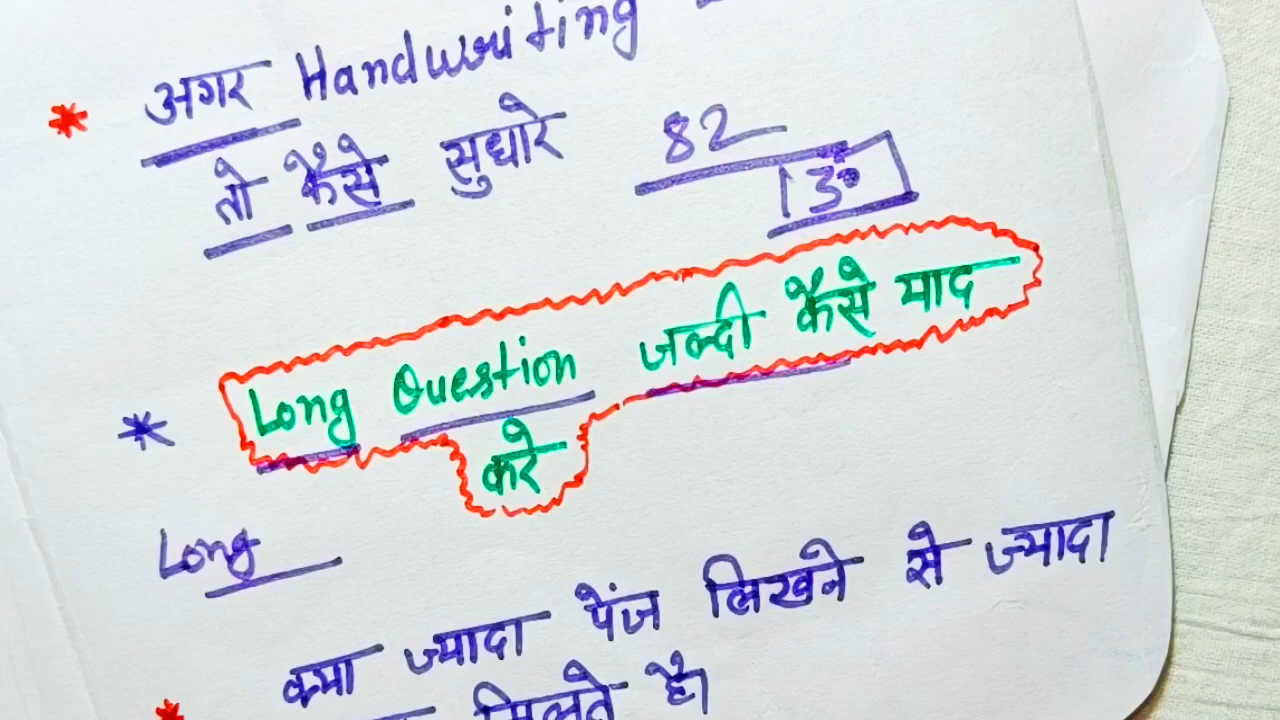 * अगर Handwriting
तो कैसे सुधारे 82
13
* Long Question जल्दी कैसे याद
करे
Long
क्या ज्यादा पेंज लिखने से ज्यादा
* मिलते है।